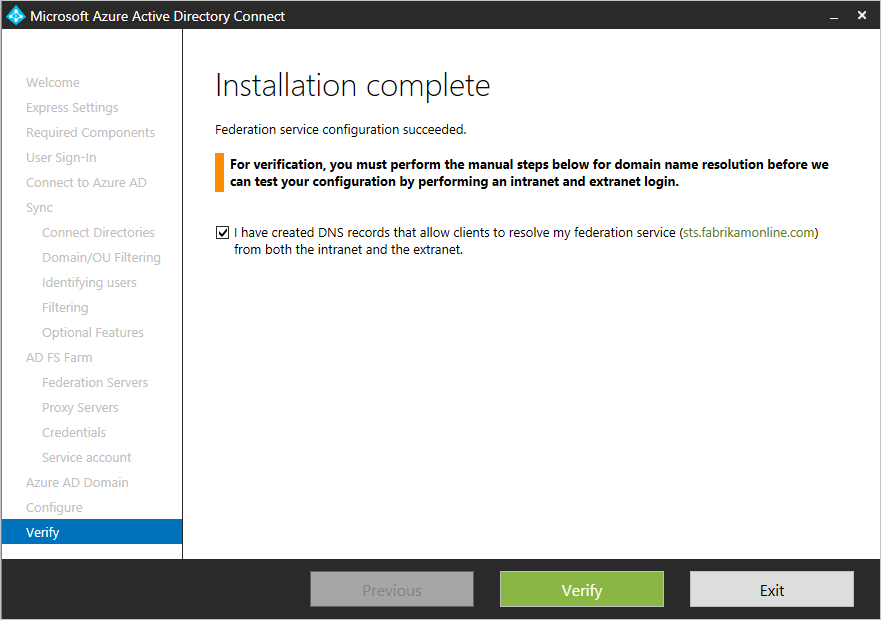 Microsoft Azure Active Directory Connect
Welcome
Express Settings
Required Components
User Sign-In
Connect to Azure AD
Sync
Connect Directories
Domain/OU Filtering
Identifying users
Filtering
Optional Features
AD FS Farm
Federation Servers
Proxy Servers
Credentials
Service account
Azure AD Domain
Configure
Verify
Installation complete
Federation service configuration succeeded.
For verification, you must perform the manual steps below for domain name resolution before we
can test your configuration by performing an intranet and extranet login.
I have created DNS records that allow clients to resolve my federation service (sts.fabrikamonline.com)
from both the intranet and the extranet.
Previous
Verify
Exit